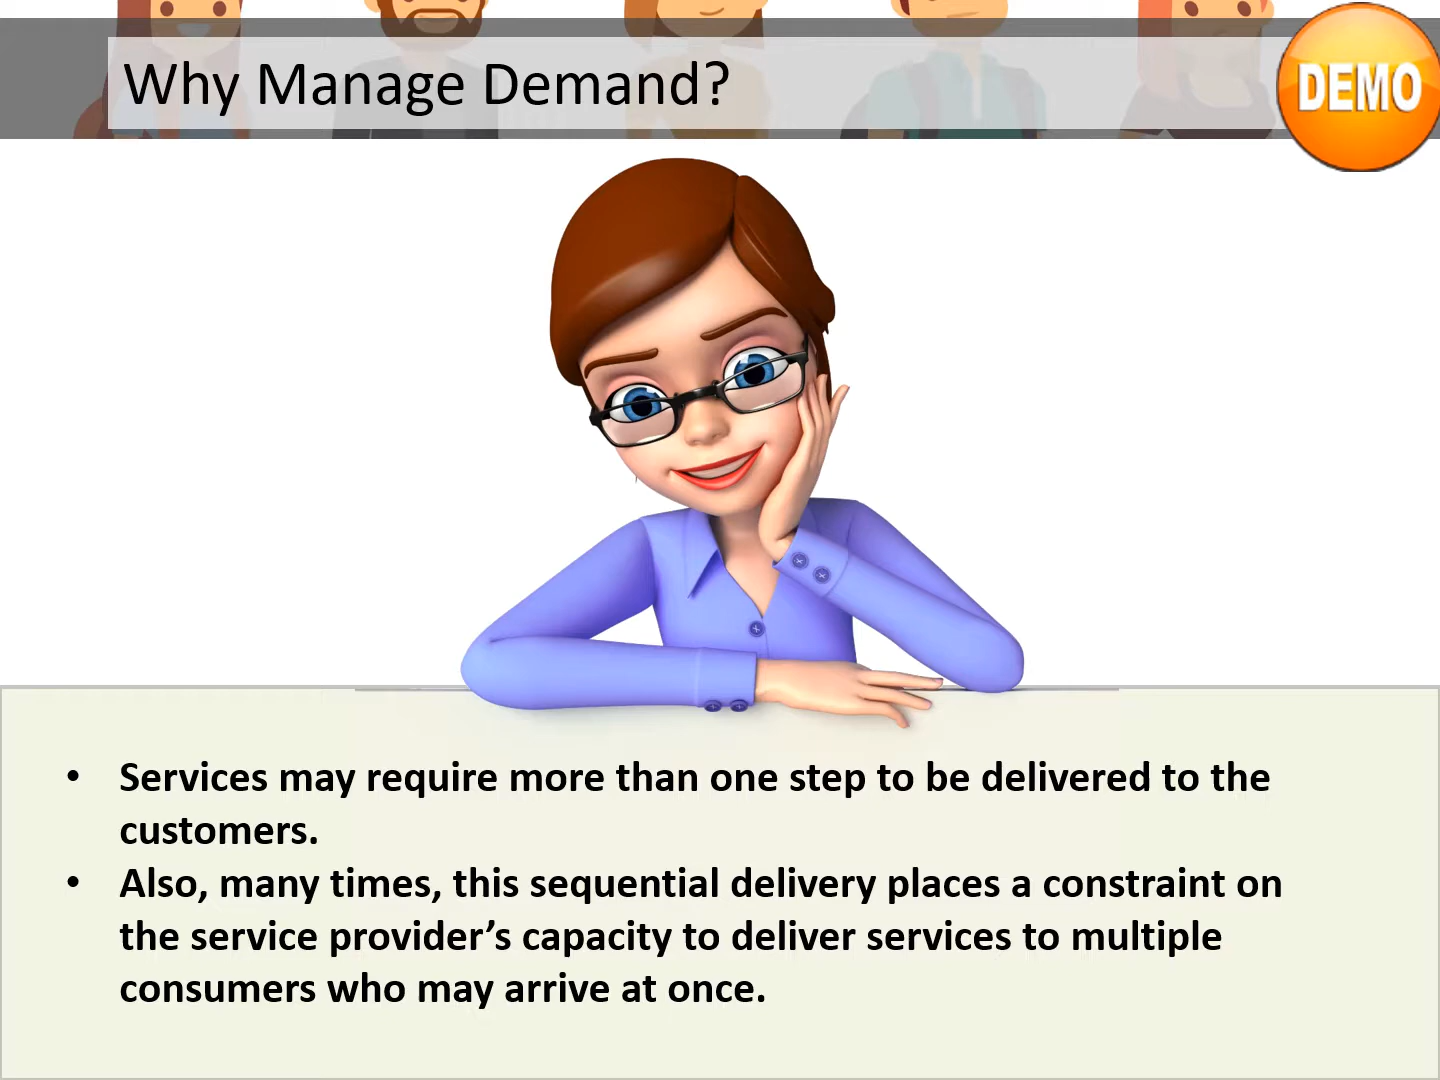 Why Manage Demand?
DEMO
• Services may require more than one step to be delivered to the
customers.
• Also, many times, this sequential delivery places a constraint on
the service provider’s capacity to deliver services to multiple
consumers who may arrive at once.